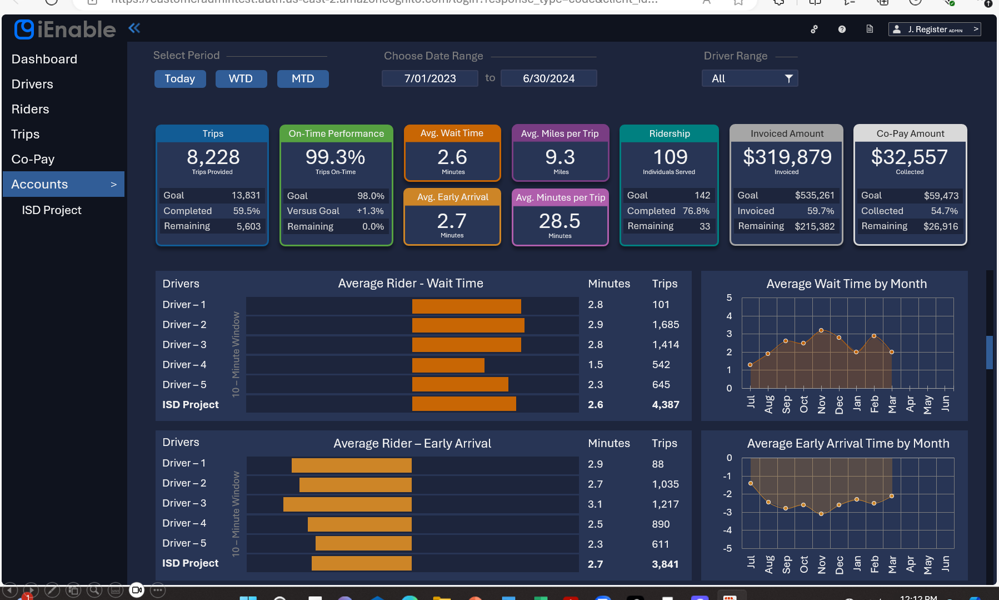 iEnable
J. Register ADMIN >
Dashboard
Drivers
Riders
Trips
Co-Pay
Accounts >
ISD Project
Select Period
Today
WTD
MTD
Choose Date Range
7/01/2023
to
6/30/2024
Driver Range
All
Trips
8,228
Trips Provided
Goal 13,831
Completed 59.5%
Remaining 5,603
On-Time Performance
99.3%
Trips On-Time
Goal 98.0%
Versus Goal +1.3%
Remaining 0.0%
Avg. Wait Time
2.6
Minutes
Avg. Early Arrival
2.7
Minutes
Avg. Miles per Trip
9.3
Miles
Avg. Minutes per Trip
28.5
Minutes
Ridership
109
Individuals Served
Goal 142
Completed 76.8%
Remaining 33
Invoiced Amount
$319,879
Invoiced
Goal $535,261
Invoiced 59.7%
Remaining $215,382
Co-Pay Amount
$32,557
Collected
Goal $59,473
Collected 54.7%
Remaining $26,916
Drivers Average Rider - Wait Time Minutes Trips
Driver – 1 2.8 101
Driver – 2 2.9 1,685
Driver – 3 2.8 1,414
Driver – 4 1.5 542
Driver – 5 2.3 645
ISD Project 2.6 4,387
10 – Minute Window
Average Wait Time by Month
5
4
3
2
1
0
Jul Aug Sep Oct Nov Dec Jan Feb Mar Apr May Jun
Drivers Average Rider – Early Arrival Minutes Trips
Driver – 1 2.9 88
Driver – 2 2.7 1,035
Driver – 3 3.1 1,217
Driver – 4 2.5 890
Driver – 5 2.3 611
ISD Project 2.7 3,841
10 – Minute Window
Average Early Arrival Time by Month
0
-1
-2
-3
-4
-5
Jul Aug Sep Oct Nov Dec Jan Feb Mar Apr May Jun
1
12:12 PM